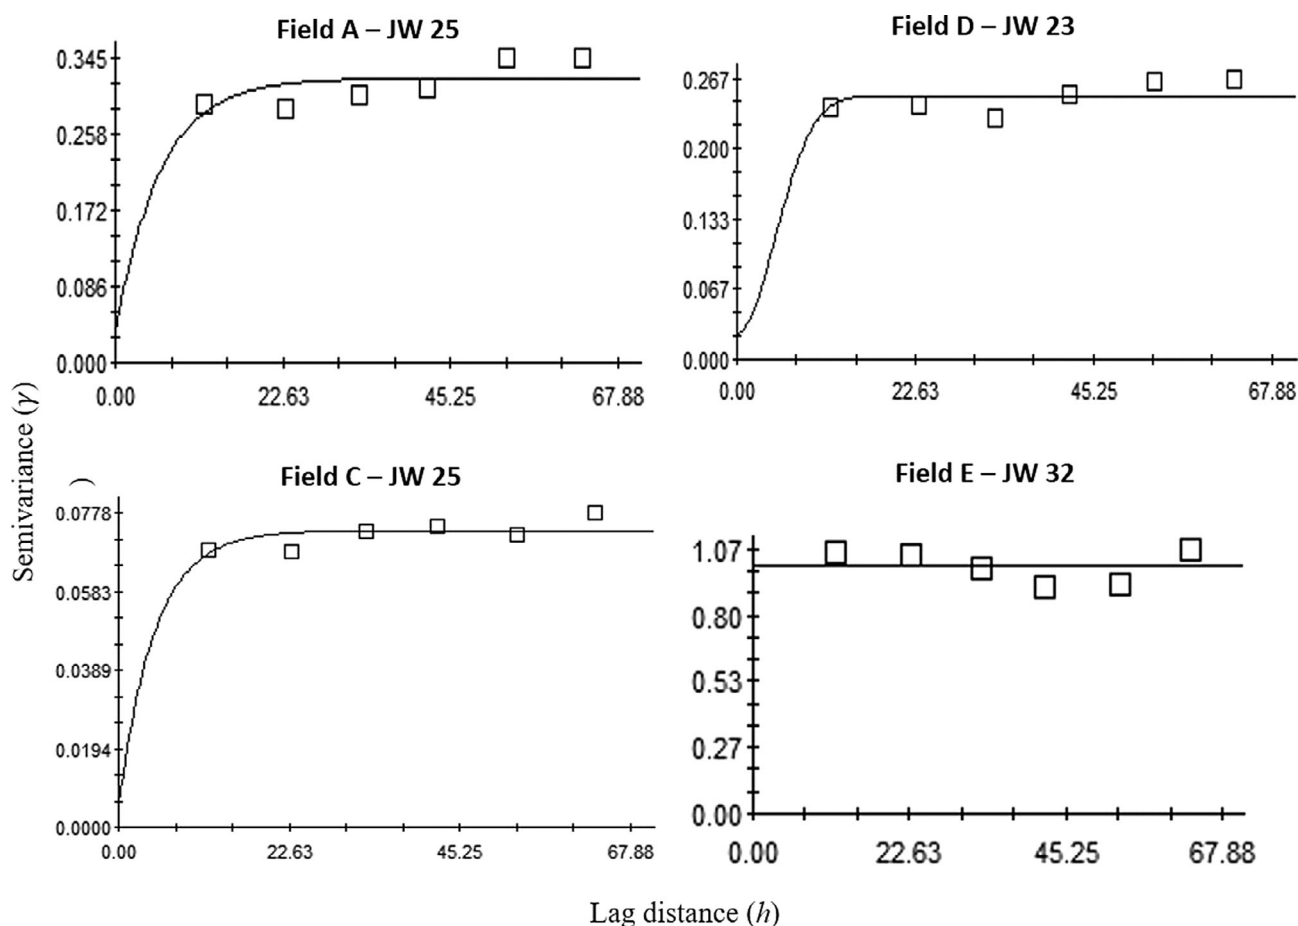 Field A – JW 25
0.345
0.258
0.172
0.086
0.000
0.00 22.63 45.25 67.88
Field D – JW 23
0.267
0.200
0.133
0.067
0.000
0.00 22.63 45.25 67.88
Semivariance (γ)
)
Field C – JW 25
0.0778
0.0583
0.0389
0.0194
0.0000
0.00 22.63 45.25 67.88
Field E – JW 32
1.07
0.80
0.53
0.27
0.00
0.00 22.63 45.25 67.88
Lag distance (h)